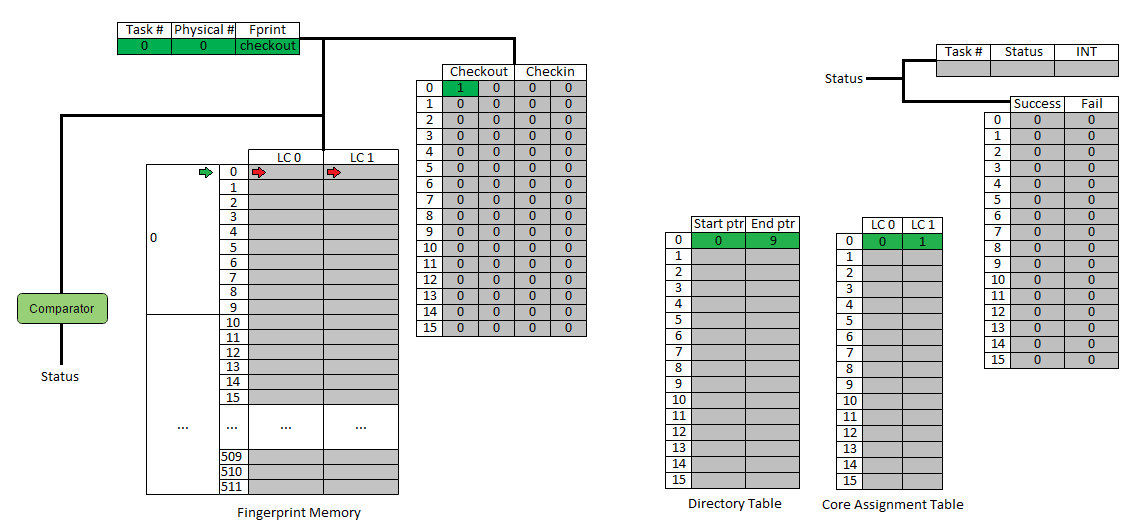 Task # Physical # Fprint
0 0 checkout
Checkout Checkin
0 1 0 0 0
1 0 0 0 0
2 0 0 0 0
3 0 0 0 0
4 0 0 0 0
5 0 0 0 0
6 0 0 0 0
7 0 0 0 0
8 0 0 0 0
9 0 0 0 0
10 0 0 0 0
11 0 0 0 0
12 0 0 0 0
13 0 0 0 0
14 0 0 0 0
15 0 0 0 0
LC 0 LC 1
0
0
1
2
3
4
5
6
7
8
9
10
11
12
13
14
15
... ... ... ...
509
510
511
Fingerprint Memory
Comparator
Status
Start ptr End ptr
0 0 9
1
2
3
4
5
6
7
8
9
10
11
12
13
14
15
Directory Table
LC 0 LC 1
0 0 1
1
2
3
4
5
6
7
8
9
10
11
12
13
14
15
Core Assignment Table
Status
Task # Status INT
Success Fail
0 0 0
1 0 0
2 0 0
3 0 0
4 0 0
5 0 0
6 0 0
7 0 0
8 0 0
9 0 0
10 0 0
11 0 0
12 0 0
13 0 0
14 0 0
15 0 0